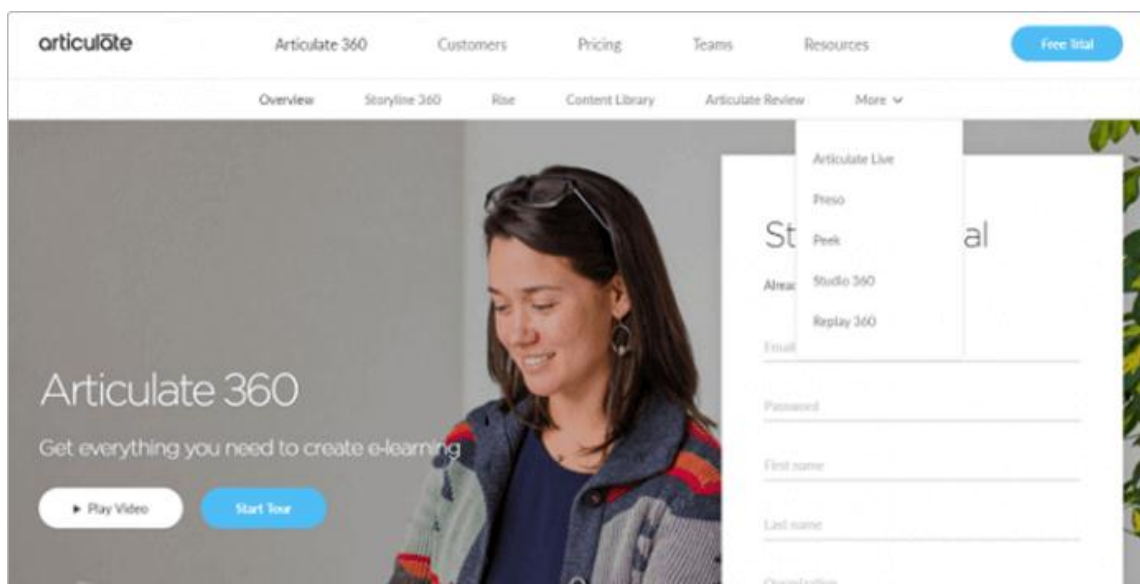 articulate
Articulate 360 Customers Pricing Teams Resources Free Trial
Overview Storyline 360 Rise Content Library Articulate Review More
Articulate Live
Preso
Peek
Studio 360
Replay 360
St al
Alread
Email
Password
First name
Last name
Organization
Articulate 360
Get everything you need to create e-learning
Play Video Start Tour